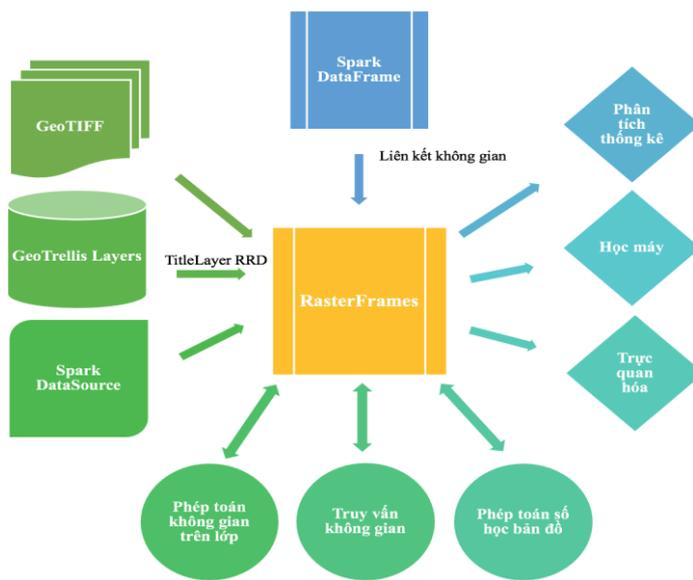 Spark
DataFrame
GeoTIFF
Phân
tích
thống kê
Liên kết không gian
GeoTrellis Layers
TitleLayer RRD
Học máy
RasterFrames
Spark
DataSource
Trực
quan
hóa
Phép toán
không gian
trên lớp
Truy vấn
không gian
Phép toán số
học bản đồ